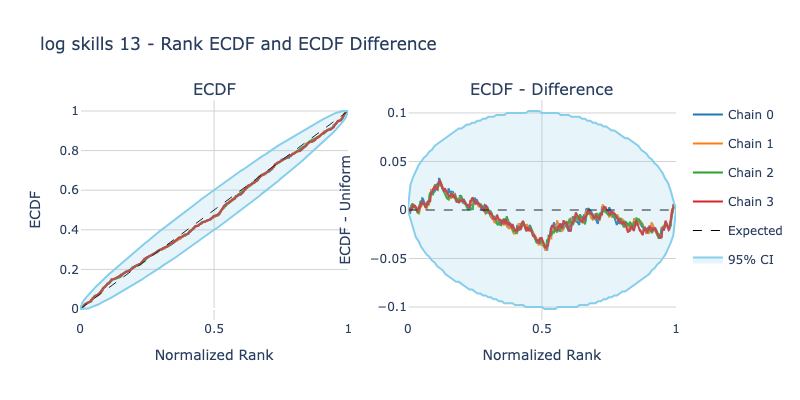 log skills 13 - Rank ECDF and ECDF Difference
ECDF
ECDF - Difference
1
0.8
0.6
0.4
0.2
0
ECDF
0
0.5
1
Normalized Rank
0.1
0.05
0
−0.05
−0.1
ECDF - Uniform
0
0.5
1
Normalized Rank
Chain 0
Chain 1
Chain 2
Chain 3
Expected
95% CI